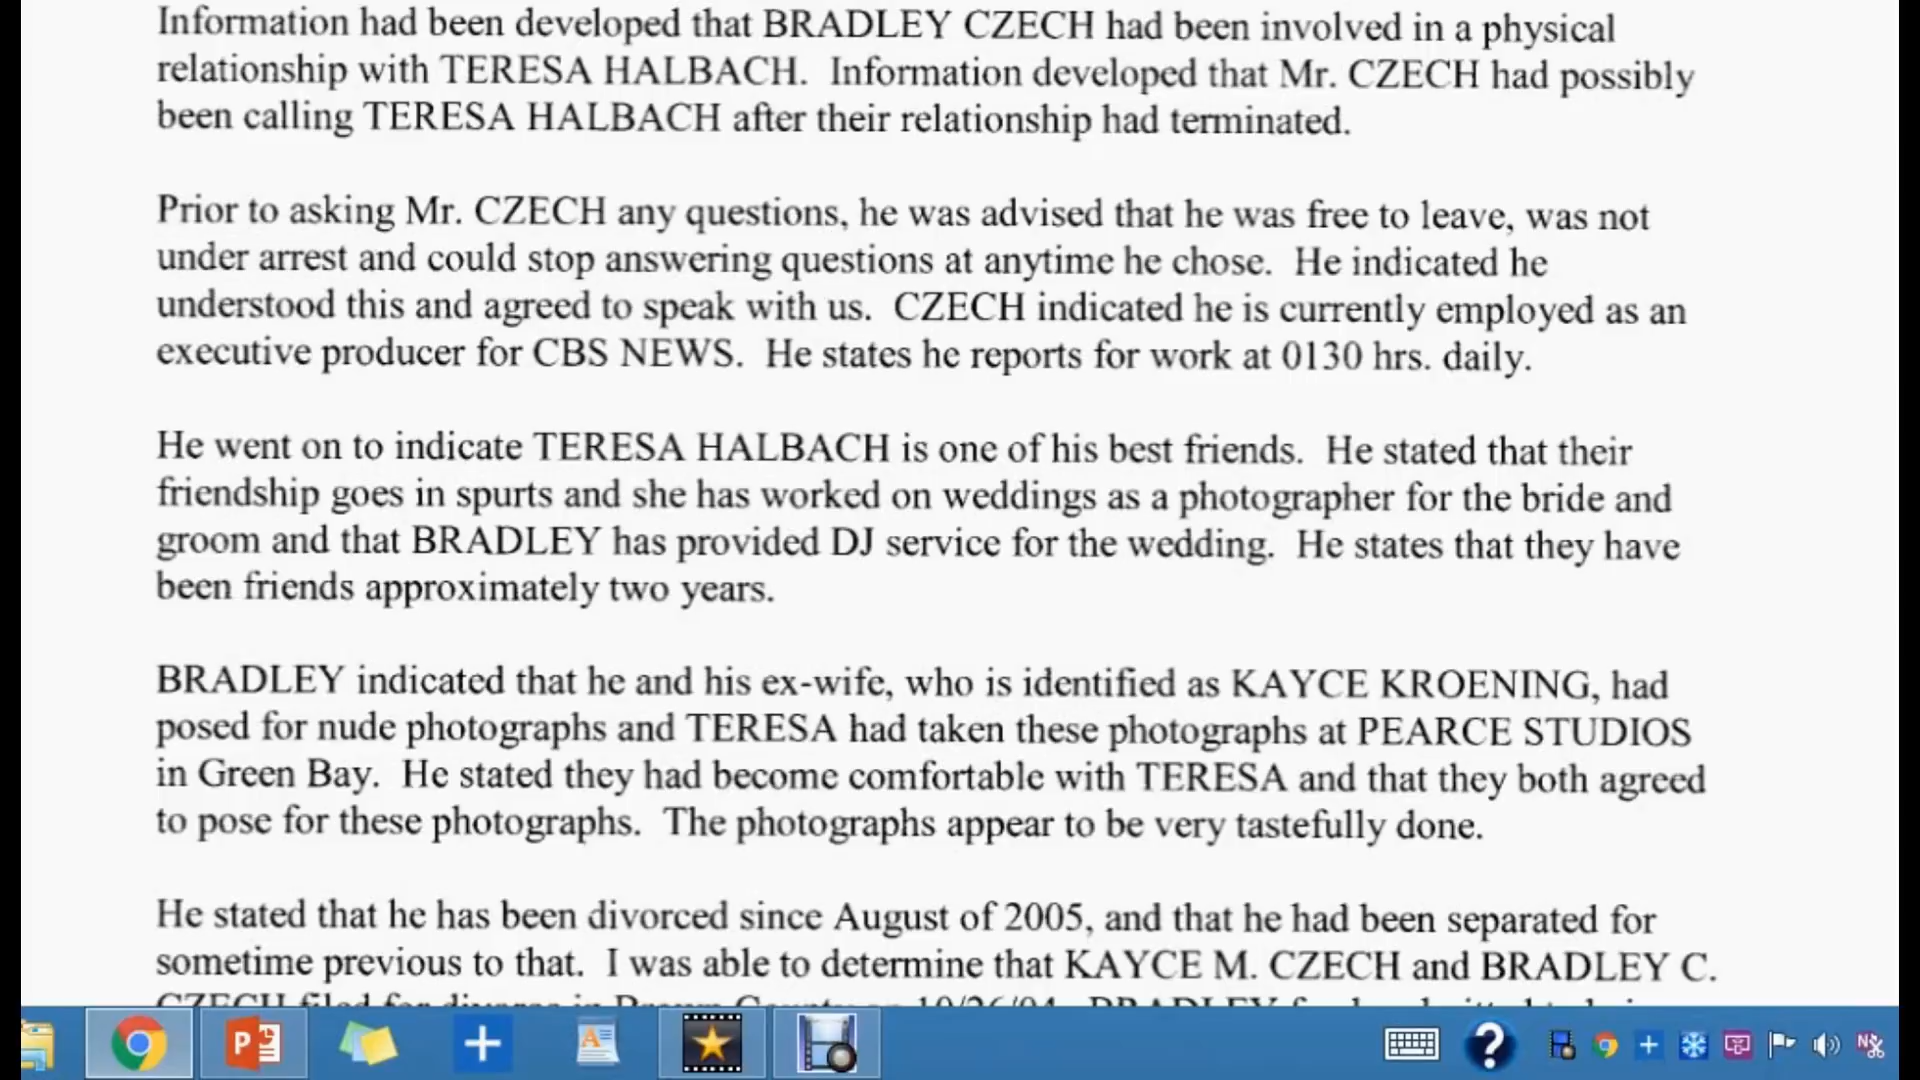 Information had been developed that BRADLEY CZECH had been involved in a physical
relationship with TERESA HALBACH.  Information developed that Mr. CZECH had possibly
been calling TERESA HALBACH after their relationship had terminated.
Prior to asking Mr. CZECH any questions, he was advised that he was free to leave, was not
under arrest and could stop answering questions at anytime he chose.  He indicated he
understood this and agreed to speak with us.  CZECH indicated he is currently employed as an
executive producer for CBS NEWS.  He states he reports for work at 0130 hrs. daily.
He went on to indicate TERESA HALBACH is one of his best friends.  He stated that their
friendship goes in spurts and she has worked on weddings as a photographer for the bride and
groom and that BRADLEY has provided DJ service for the wedding.  He states that they have
been friends approximately two years.
BRADLEY indicated that he and his ex-wife, who is identified as KAYCE KROENING, had
posed for nude photographs and TERESA had taken these photographs at PEARCE STUDIOS
in Green Bay.  He stated they had become comfortable with TERESA and that they both agreed
to pose for these photographs.  The photographs appear to be very tastefully done.
He stated that he has been divorced since August of 2005, and that he had been separated for
sometime previous to that.  I was able to determine that KAYCE M. CZECH and BRADLEY C.
CZECH filed for divorce in Brown County on 10/26/04. BRADLEY